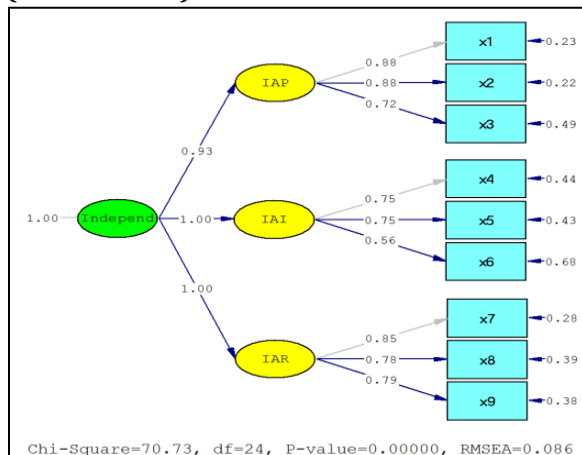 x1
0.23
0.88
IAP
0.88
x2
0.22
0.72
x3
0.49
0.93
x4
0.44
0.75
1.00
Independ
1.00
IAI
0.75
x5
0.43
0.56
x6
0.68
1.00
x7
0.28
0.85
IAR
0.78
x8
0.39
0.79
x9
0.38
Chi-Square=70.73, df=24, P-value=0.00000, RMSEA=0.086